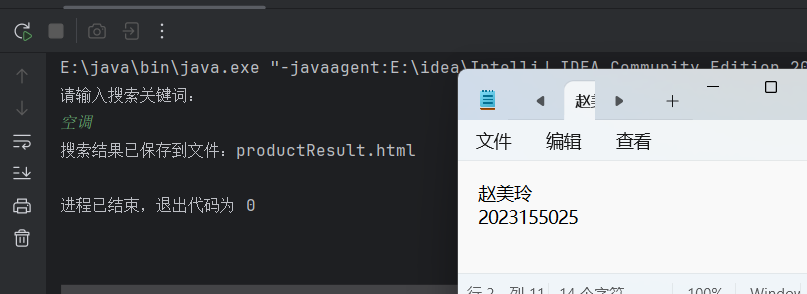 E:\java\bin\java.exe "-javaagent:E:\idea\IntelliJ IDEA Community Edition 20
请输入搜索关键词:
空调
搜索结果已保存到文件: productResult.html
进程已结束,退出代码为 0
赵美
文件 编辑 查看
赵美玲
2023155025
行 2, 列 11 14 个字符 100% Window